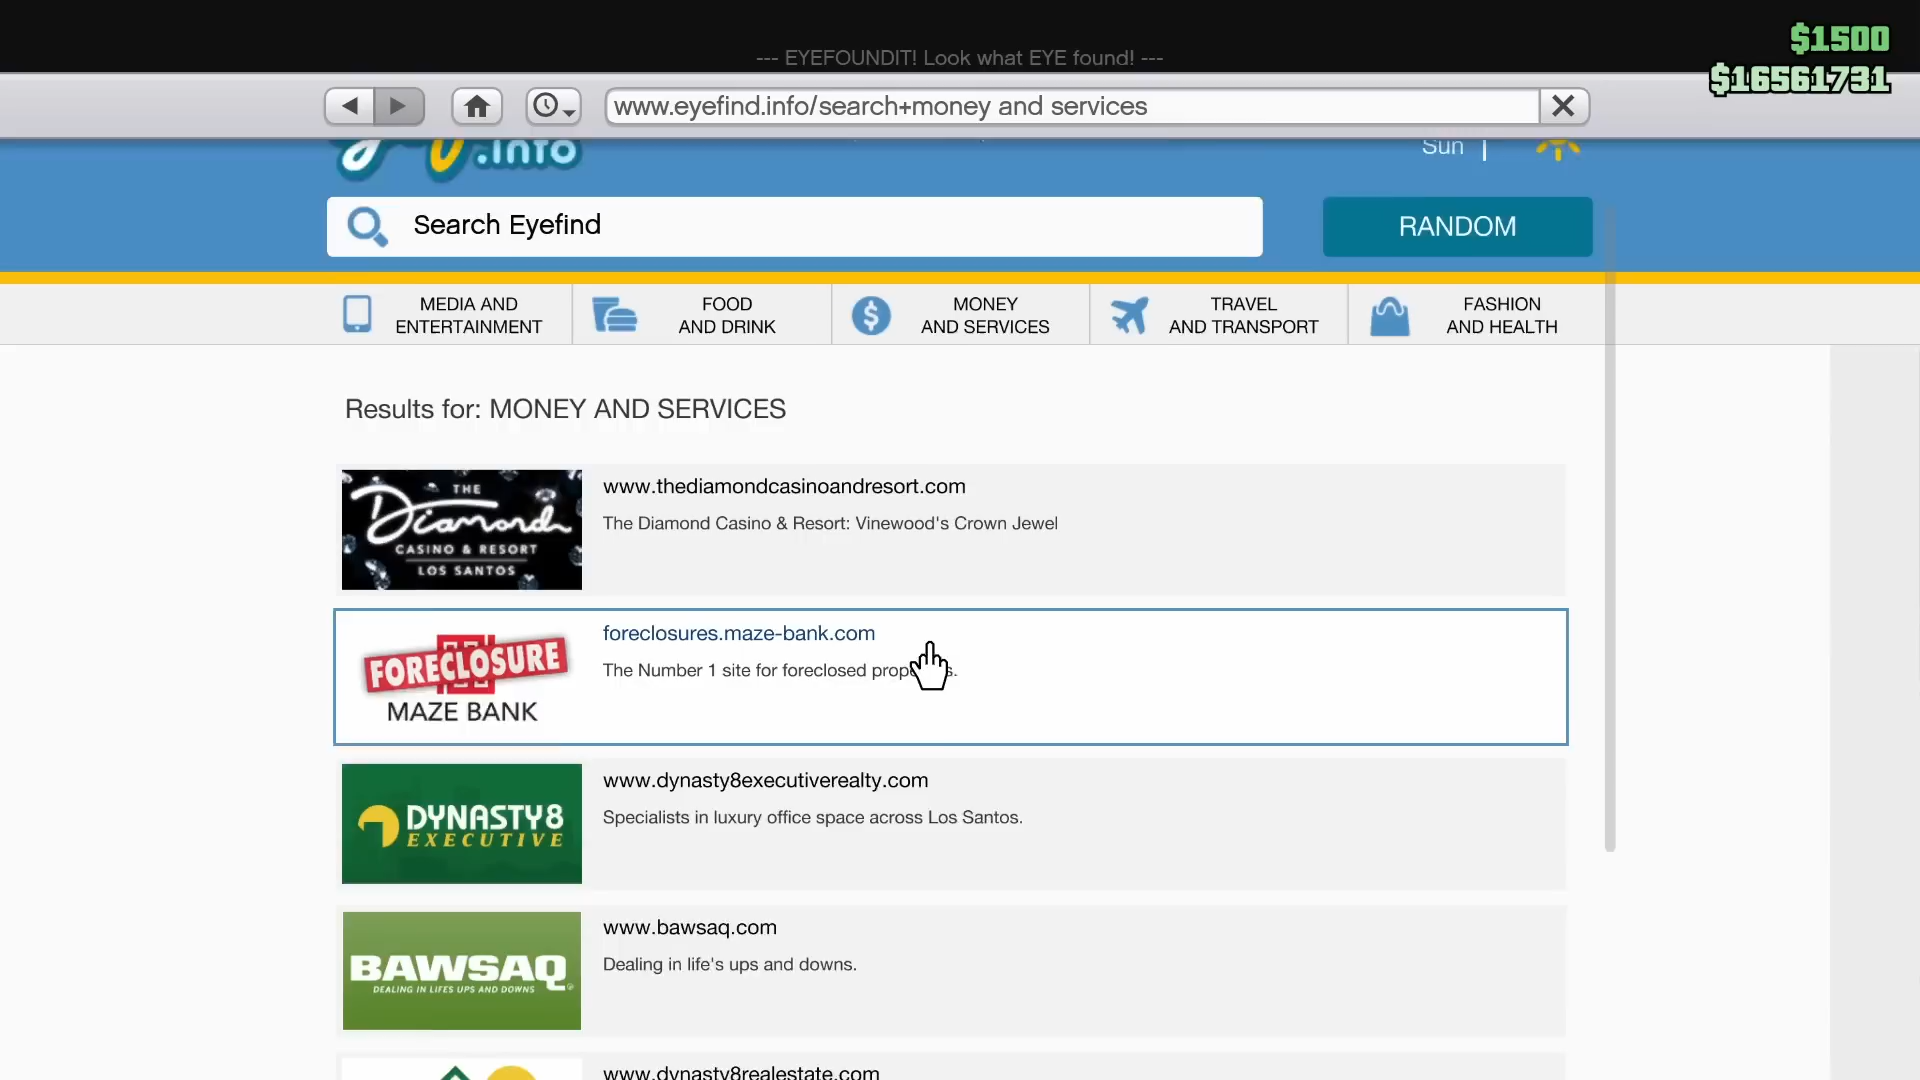 $1500
--- EYEFOUNDIT! Look what EYE found! ---
$16561731
www.eyefind.info/search+money and services
.info
Sun |
Search Eyefind
RANDOM
MEDIA AND
ENTERTAINMENT
FOOD
AND DRINK
MONEY
AND SERVICES
TRAVEL
AND TRANSPORT
FASHION
AND HEALTH
Results for: MONEY AND SERVICES
THE
Diamond
CASINO & RESORT
LOS SANTOS
www.thediamondcasinoandresort.com
The Diamond Casino & Resort: Vinewood's Crown Jewel
FORECLOSURE
MAZE BANK
foreclosures.maze-bank.com
The Number 1 site for foreclosed
DYNASTY8
EXECUTIVE
www.dynasty8executiverealty.com
Specialists in luxury office space across Los Santos.
BAWSAQ
DEALING IN LIFE'S UPS AND DOWNS
www.bawsaq.com
Dealing in life's ups and downs.
www.dynasty8realestate.com